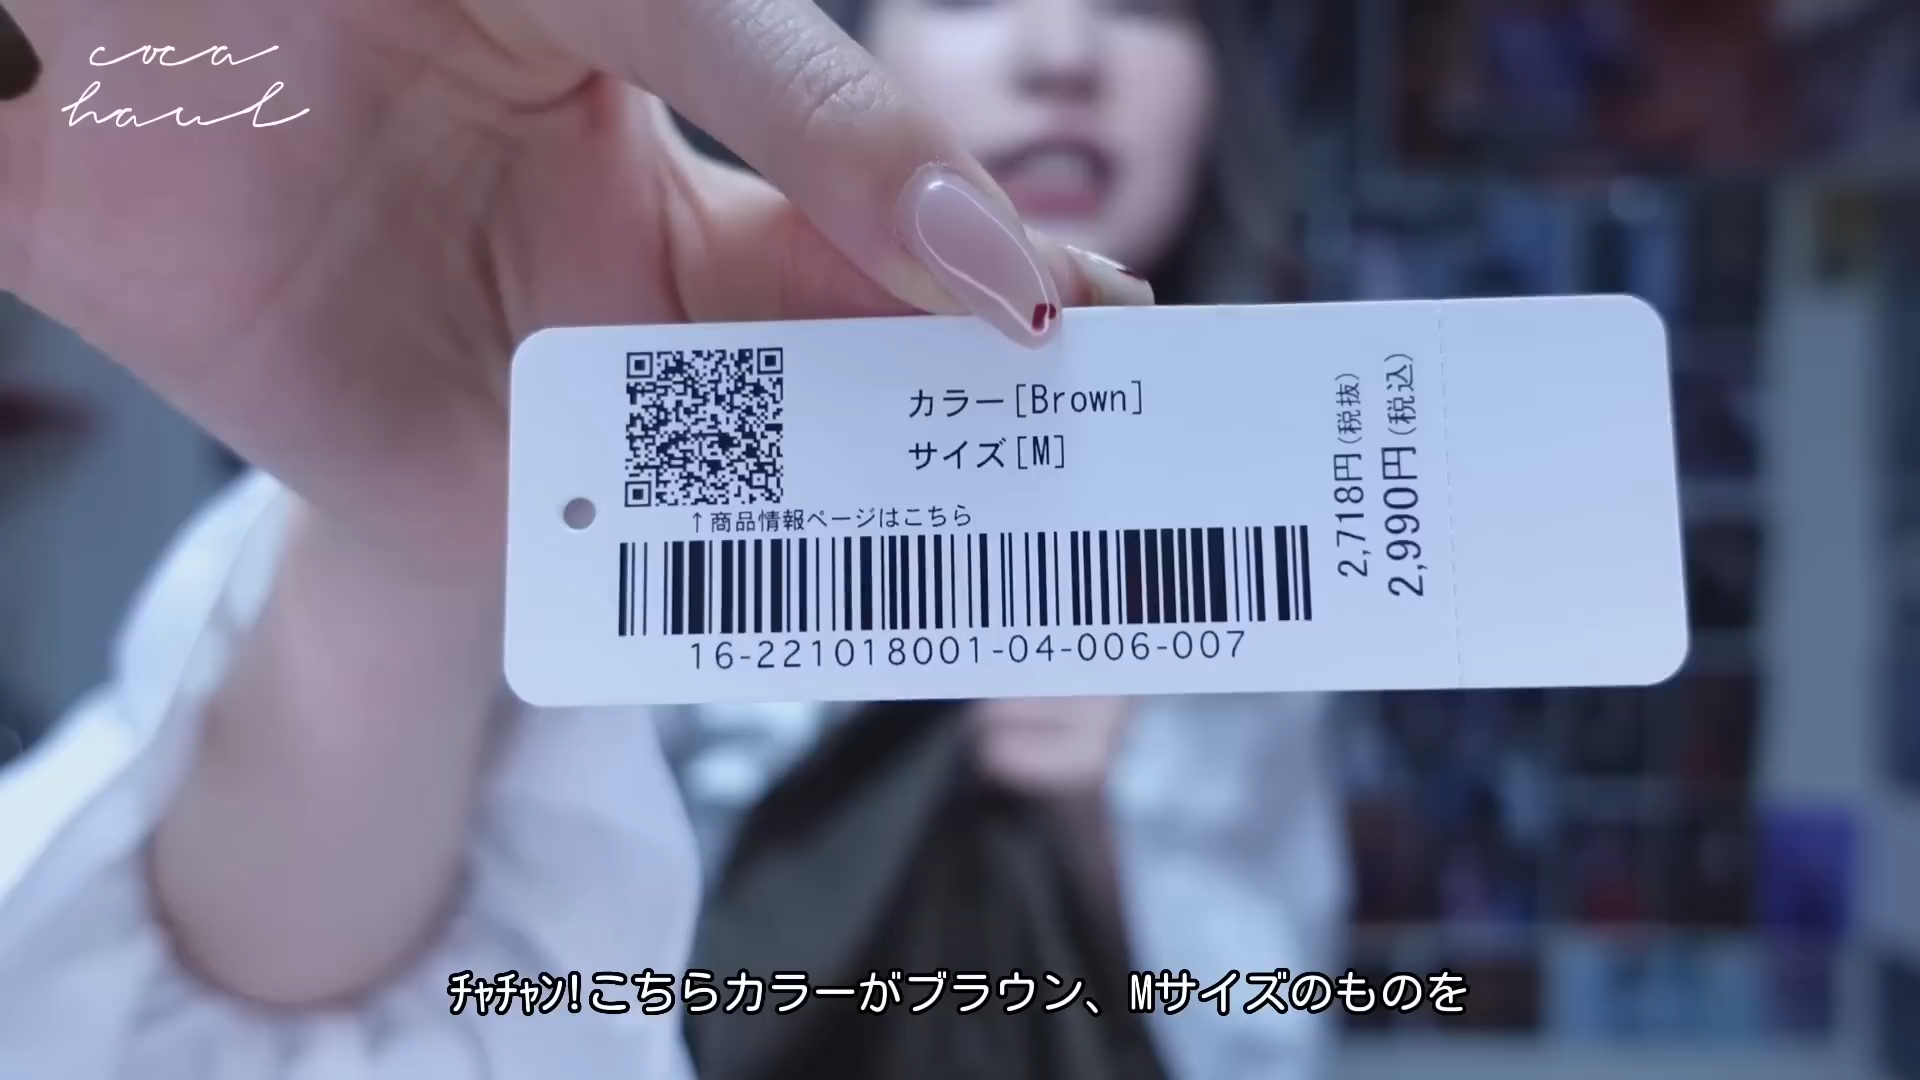 coca
haul
カラー[Brown]
サイズ[M]
↑商品情報ページはこちら
16-221018001-04-006-007
2,718円(税抜)
2,990円(税込)
ﾁｬﾁｬﾝ!こちらカラーがブラウン、Mサイズのものを